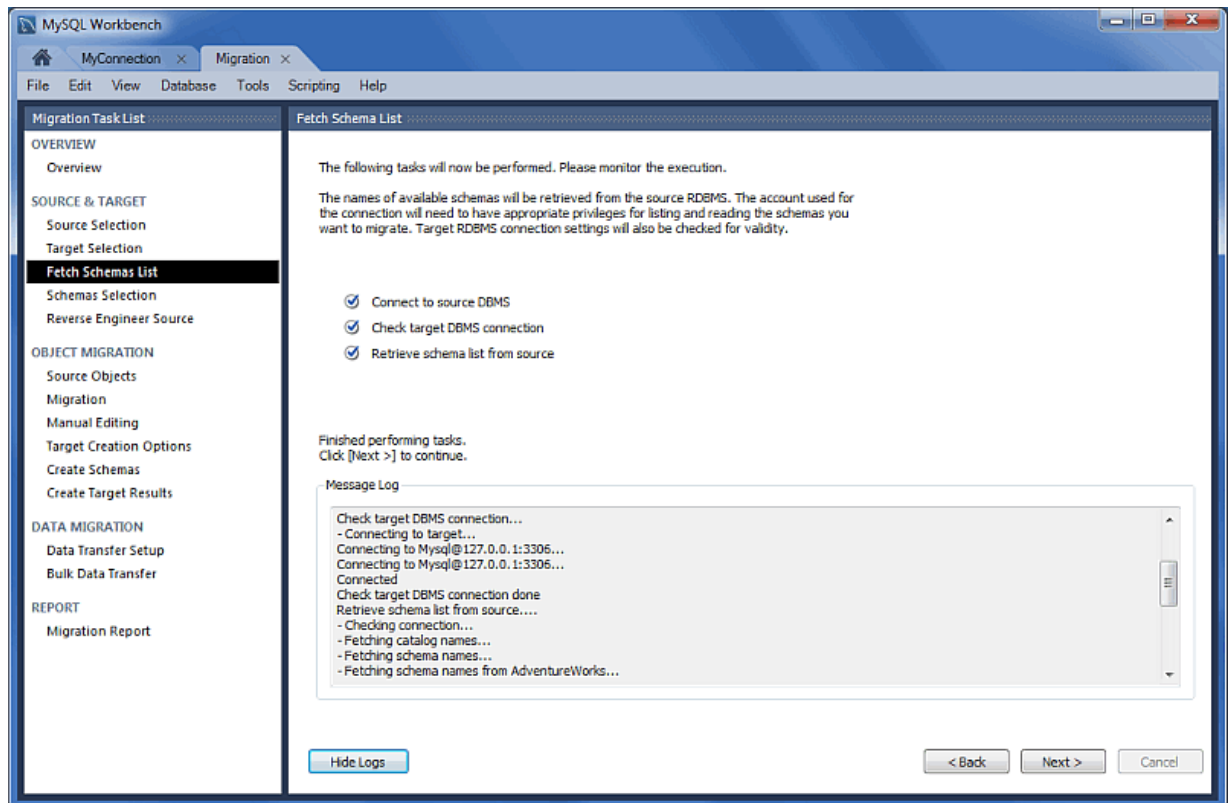 MySQL Workbench
MyConnection
Migration
File Edit View Database Tools Scripting Help
Migration Task List
OVERVIEW
Overview
SOURCE & TARGET
Source Selection
Target Selection
Fetch Schemas List
Schemas Selection
Reverse Engineer Source
OBJECT MIGRATION
Source Objects
Migration
Manual Editing
Target Creation Options
Create Schemas
Create Target Results
DATA MIGRATION
Data Transfer Setup
Bulk Data Transfer
REPORT
Migration Report
Fetch Schema List
The following tasks will now be performed. Please monitor the execution.
The names of available schemas will be retrieved from the source RDBMS. The account used for
the connection will need to have appropriate privileges for listing and reading the schemas you
want to migrate. Target RDBMS connection settings will also be checked for validity.
Connect to source DBMS
Check target DBMS connection
Retrieve schema list from source
Finished performing tasks.
Click [Next >] to continue.
Message Log
Check target DBMS connection...
- Connecting to target...
Connecting to Mysql@127.0.0.1:3306...
Connecting to Mysql@127.0.0.1:3306...
Connected
Check target DBMS connection done
Retrieve schema list from source....
- Checking connection...
- Fetching catalog names...
- Fetching schema names...
- Fetching schema names from AdventureWorks...
Hide Logs
< Back
Next >
Cancel